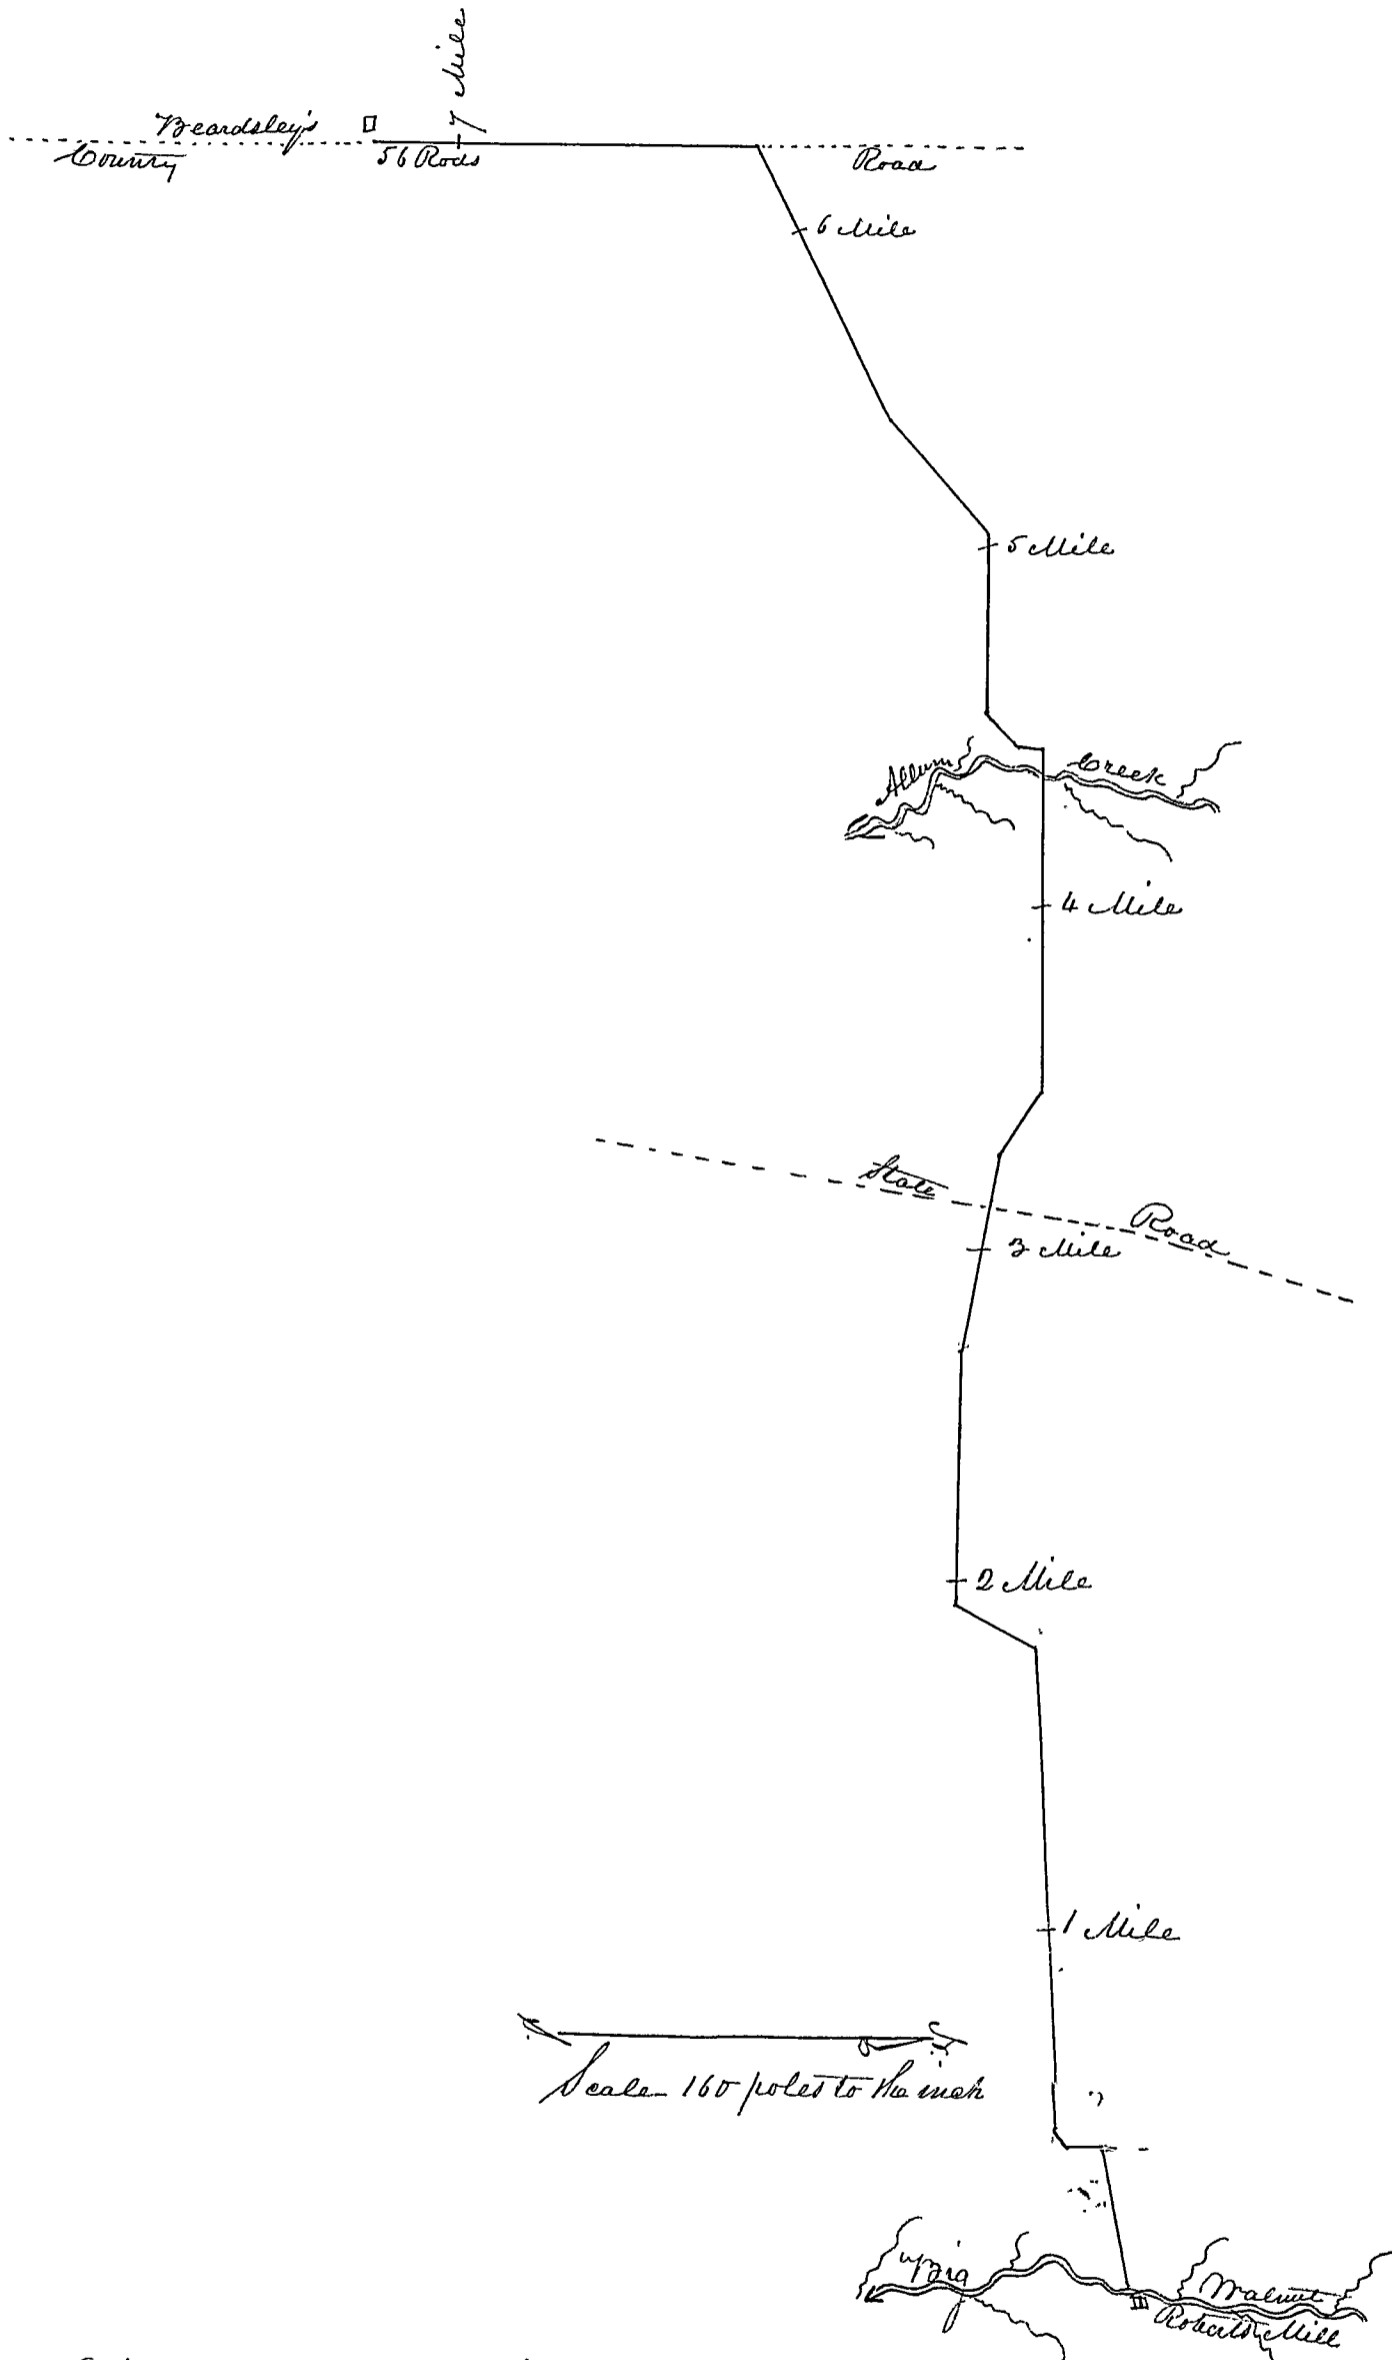 7 Mile
Beardsley's
County
56 Rods
Road
6 Mile
5 Mile
Allum Creek
4 Mile
State Road
3 Mile
2 Mile
1 Mile
Scale 160 poles to the inch
Big Walnut
Roberts Mill